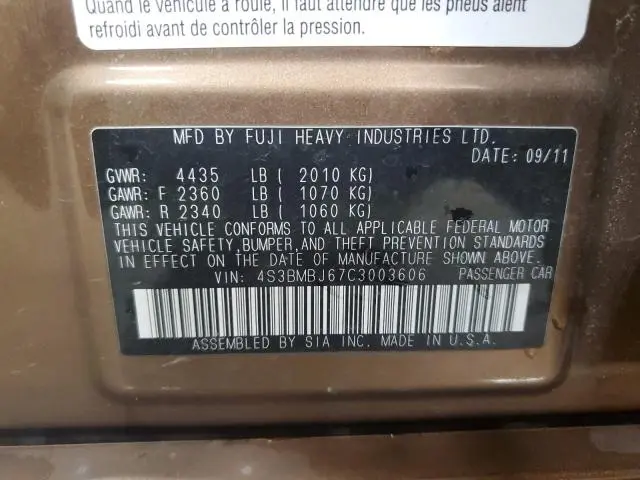 Quand le véhicule a roulé, il faut attendre que les pneus aient
refroidi avant de contrôler la pression.
MFD BY FUJI HEAVY INDUSTRIES LTD.
DATE: 09/11
GVWR: 4435 LB ( 2010 KG)
GAWR: F 2360 LB ( 1070 KG)
GAWR: R 2340 LB ( 1060 KG)
THIS VEHICLE CONFORMS TO ALL APPLICABLE FEDERAL MOTOR
VEHICLE SAFETY,BUMPER,AND THEFT PREVENTION STANDARDS
IN EFFECT ON THE DATE OF MANUFACTURE SHOWN ABOVE.
VIN: 4S3BMBJ67C3003606 PASSENGER CAR
ASSEMBLED BY SIA INC. MADE IN U.S.A.